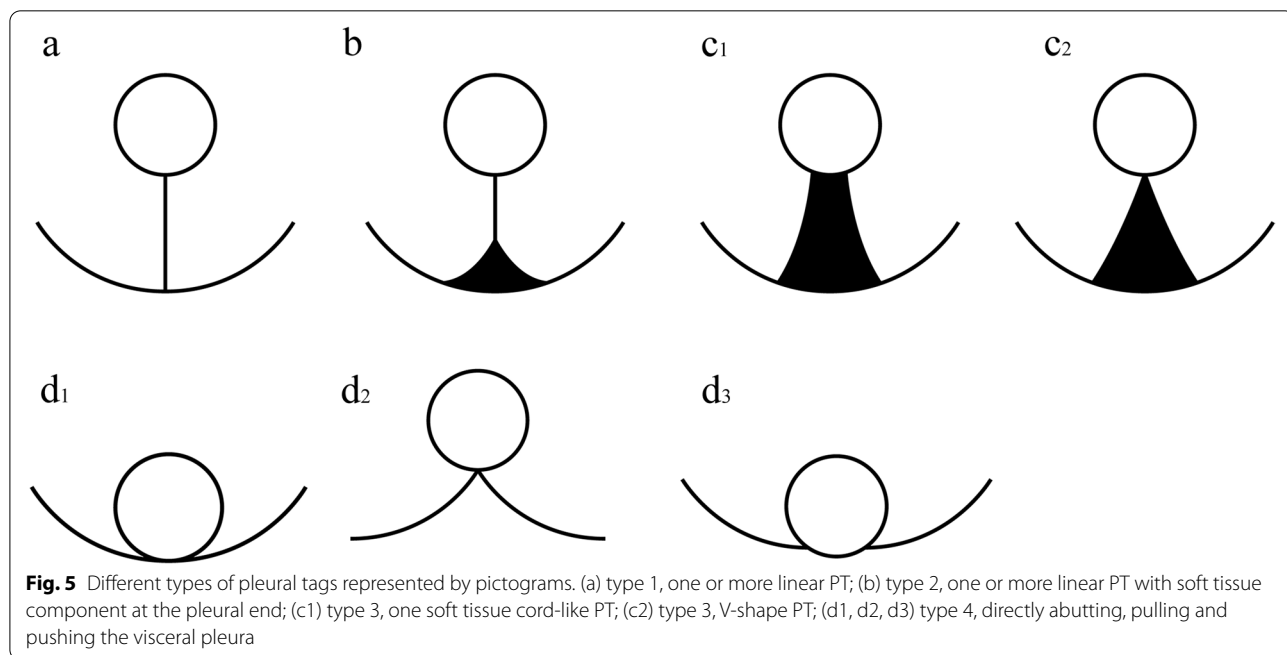 a b c1 c2
d1 d2 d3
Fig. 5 Different types of pleural tags represented by pictograms. (a) type 1, one or more linear PT; (b) type 2, one or more linear PT with soft tissue
component at the pleural end; (c1) type 3, one soft tissue cord-like PT; (c2) type 3, V-shape PT; (d1, d2, d3) type 4, directly abutting, pulling and
pushing the visceral pleura